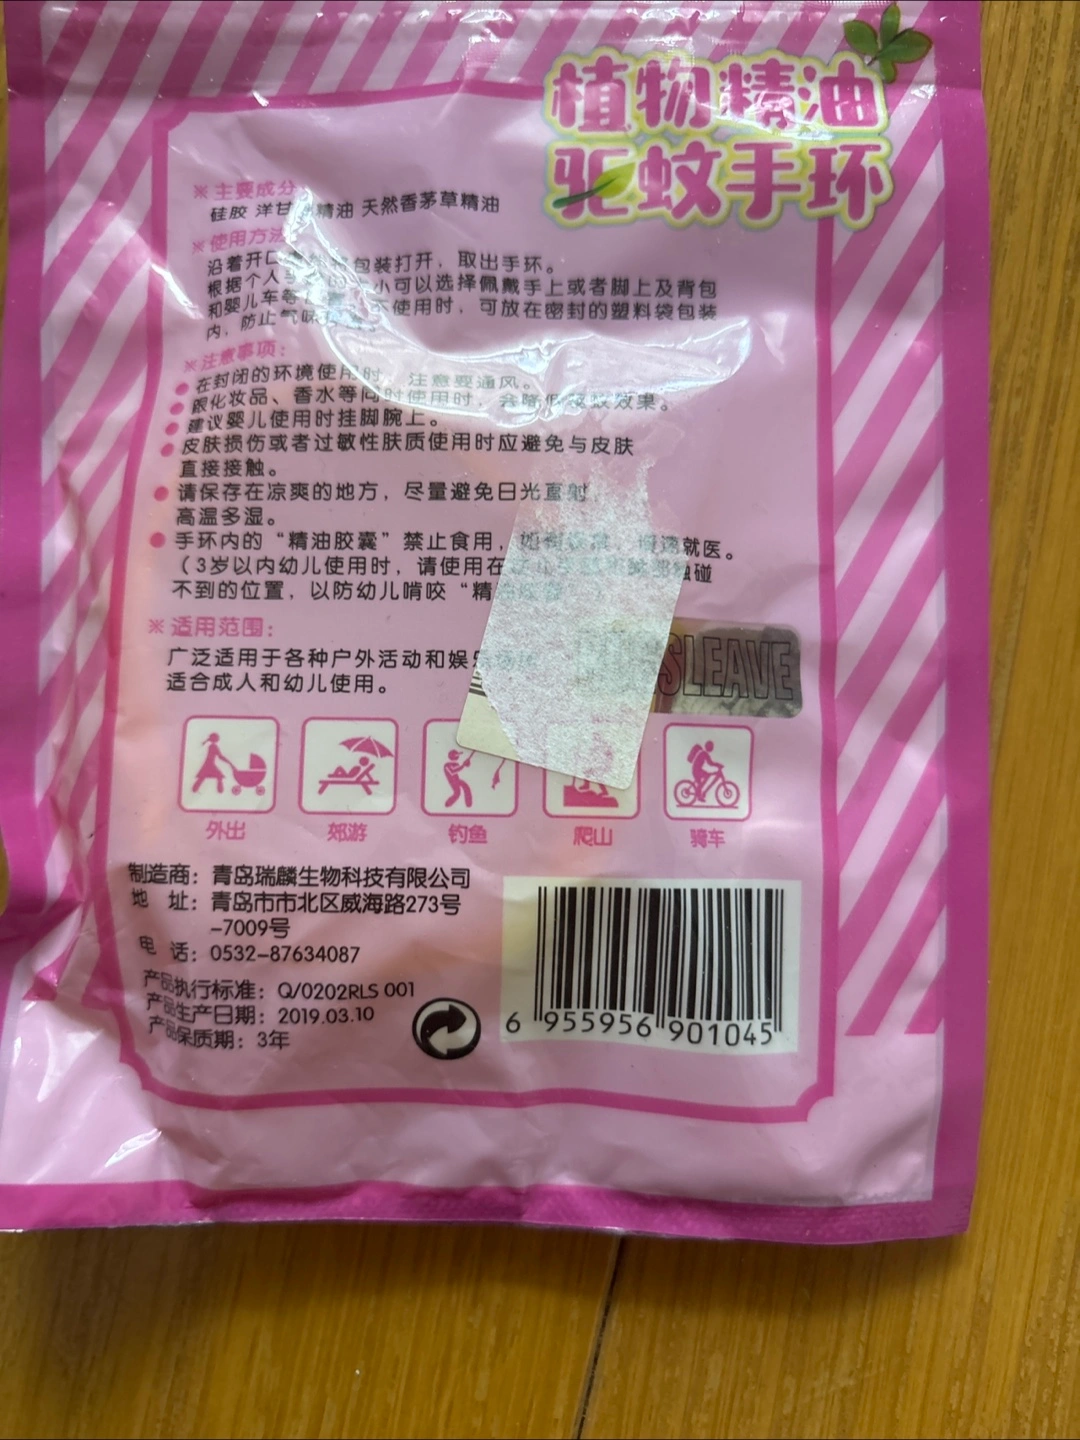 植物精油
驱蚊手环
※主要成分:
硅胶 洋甘 精油 天然香茅草精油
※使用方法:
沿着开口 包装打开，取出手环。
根据个人 小可以选择佩戴手上或者脚上及背包
和婴儿车等 不使用时，可放在密封的塑料袋包装
内，防止气味
※注意事项：
●在封闭的环境使用时，注意要通风。
●跟化妆品、香水等同时使用时，会降低驱蚊效果。
●建议婴儿使用时挂脚腕上。
●皮肤损伤或者过敏性肤质使用时应避免与皮肤
直接接触。
●请保存在凉爽的地方，尽量避免日光直射，
高温多湿。
●手环内的“精油胶囊”禁止食用，如 就医。
（3岁以内幼儿使用时，请使用在 触碰
不到的位置，以防幼儿啃咬“精
※适用范围：
广泛适用于各种户外活动和娱
适合成人和幼儿使用。
SLEAVE
外出 郊游 钓鱼 爬山 骑车
制造商：青岛瑞麟生物科技有限公司
地 址：青岛市市北区威海路273号
-7009号
电 话：0532-87634087
产品执行标准：Q/0202RLS 001
产品生产日期：2019.03.10
产品保质期：3年
6 955956 901045